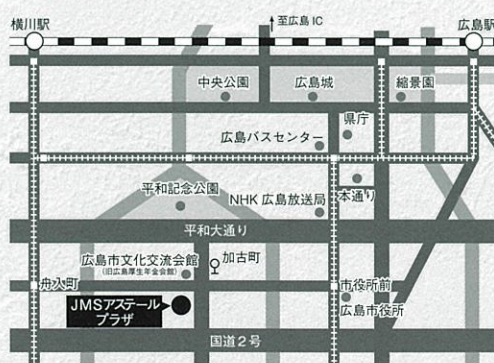 横川駅
至広島IC
広島駅
中央公園
広島城
縮景園
県庁
広島バスセンター
平和記念公園
NHK 広島放送局
本通り
平和大通り
広島市文化交流会館
(旧広島厚生年金会館)
加古町
舟入町
市役所前
JMSアステール
プラザ
広島市役所
国道2号